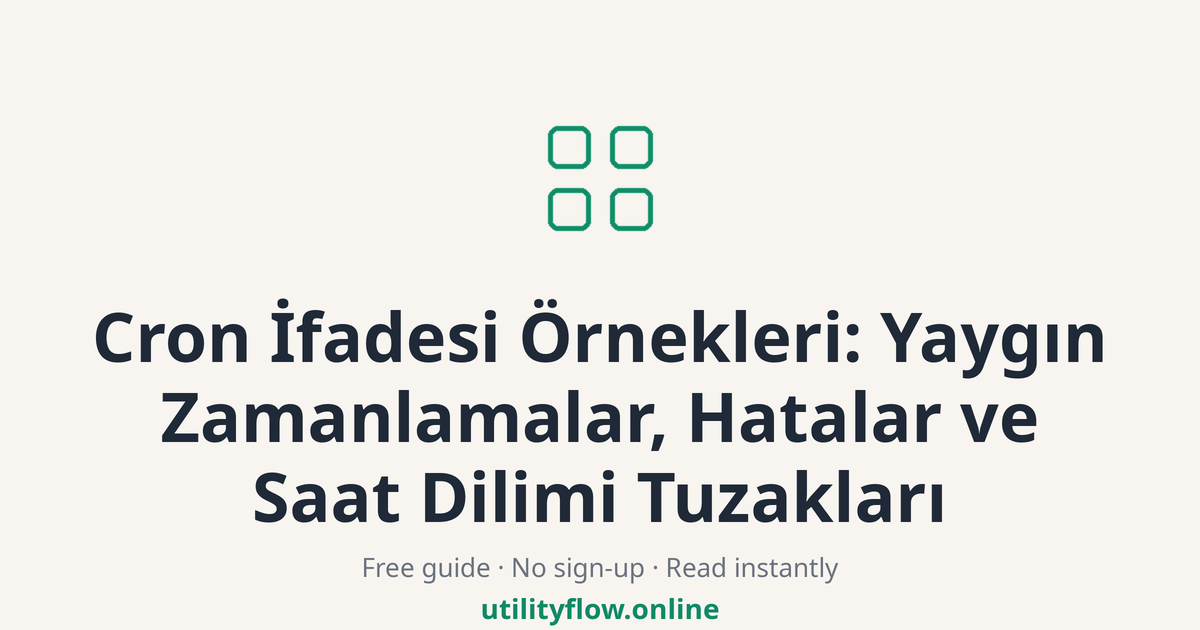 Cron İfadesi Örnekleri: Yaygın
Zamanlamalar, Hatalar ve
Saat Dilimi Tuzakları
Free guide · No sign-up · Read instantly
utilityflow.online